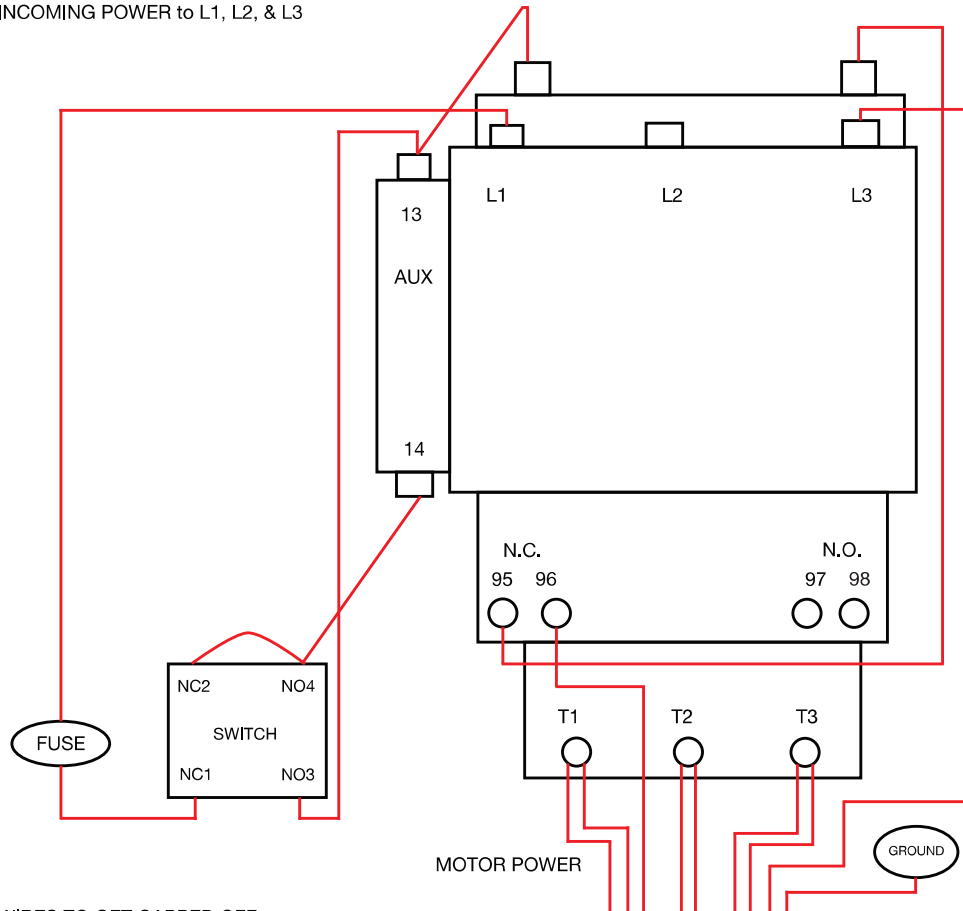 INCOMING POWER to L1, L2, & L3
L1 L2 L3
13
AUX
14
N.C. N.O.
95 96 97 98
NC2 NO4
SWITCH
NC1 NO3
FUSE
T1 T2 T3
GROUND
MOTOR POWER